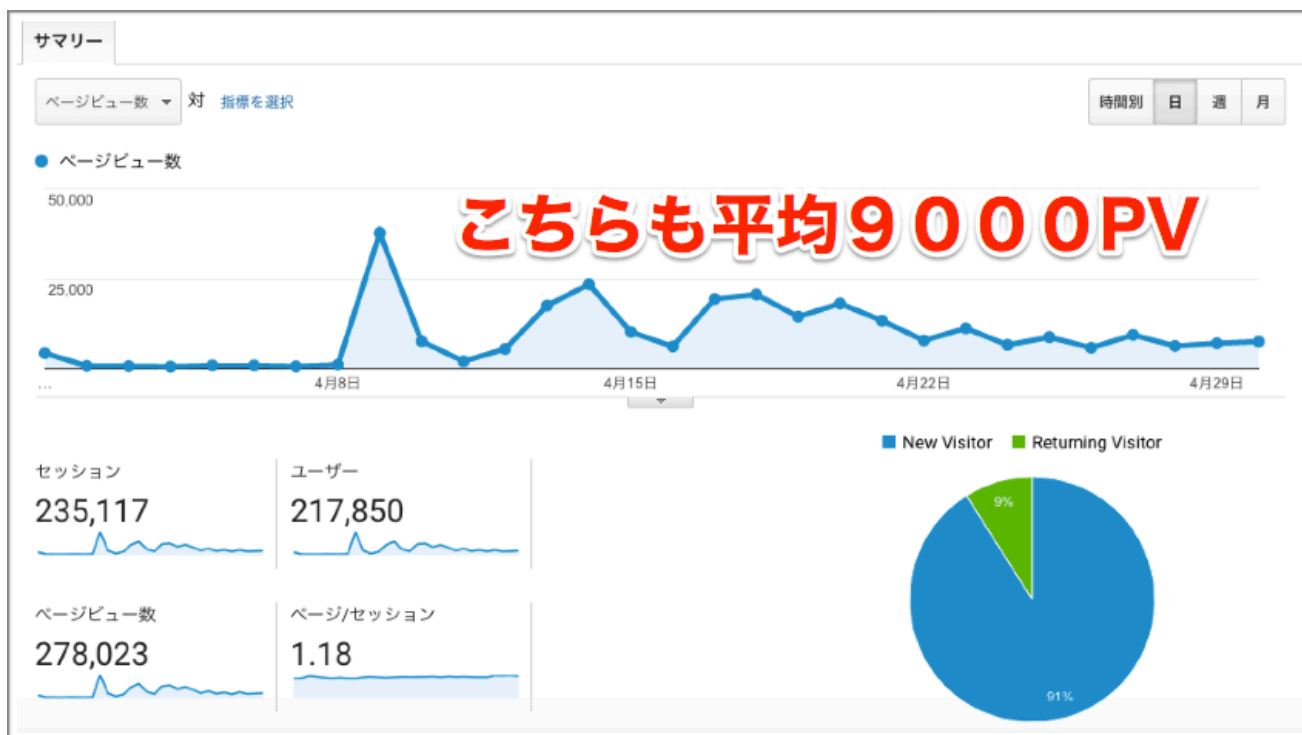 サマリー
ページビュー数 対 指標を選択
時間別 日 週 月
ページビュー数
50,000
こちらも平均９０００PV
25,000
... 4月8日 4月15日 4月22日 4月29日
New Visitor Returning Visitor
セッション ユーザー
235,117 217,850
9%
ページビュー数 ページ/セッション
278,023 1.18
91%